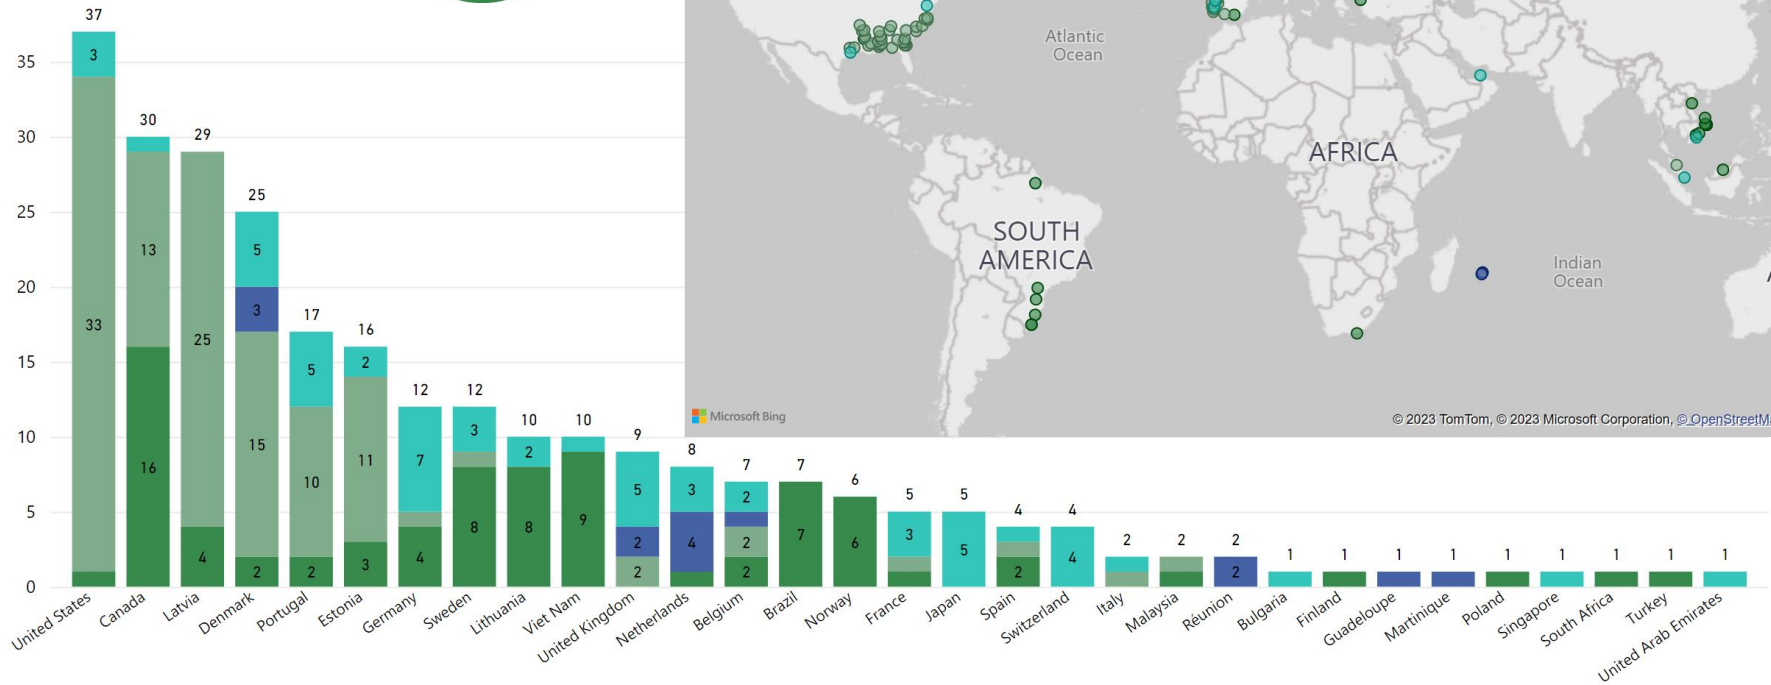 37
3
35
33
30
29
30
13
25
25
25
5
3
20
16
15
17
16
5
2
15
10
11
12
12
10
10
9
8
7
7
6
5
5
4
4
2
2
2
1
1
1
1
1
1
1
1
1
10
7
3
2
5
3
2
3
5
4
2
4
2
2
2
5
0
4
2
2
3
4
8
8
9
2
2
7
6
2
2
United States
Canada
Latvia
Denmark
Portugal
Estonia
Germany
Sweden
Lithuania
Viet Nam
United Kingdom
Netherlands
Belgium
Brazil
Norway
France
Japan
Spain
Switzerland
Italy
Malaysia
Réunion
Bulgaria
Finland
Guadeloupe
Martinique
Poland
Singapore
South Africa
Turkey
United Arab Emirates
Atlantic
Ocean
AFRICA
SOUTH
AMERICA
Indian
Ocean
Microsoft Bing
© 2023 TomTom, © 2023 Microsoft Corporation, © OpenStreetM